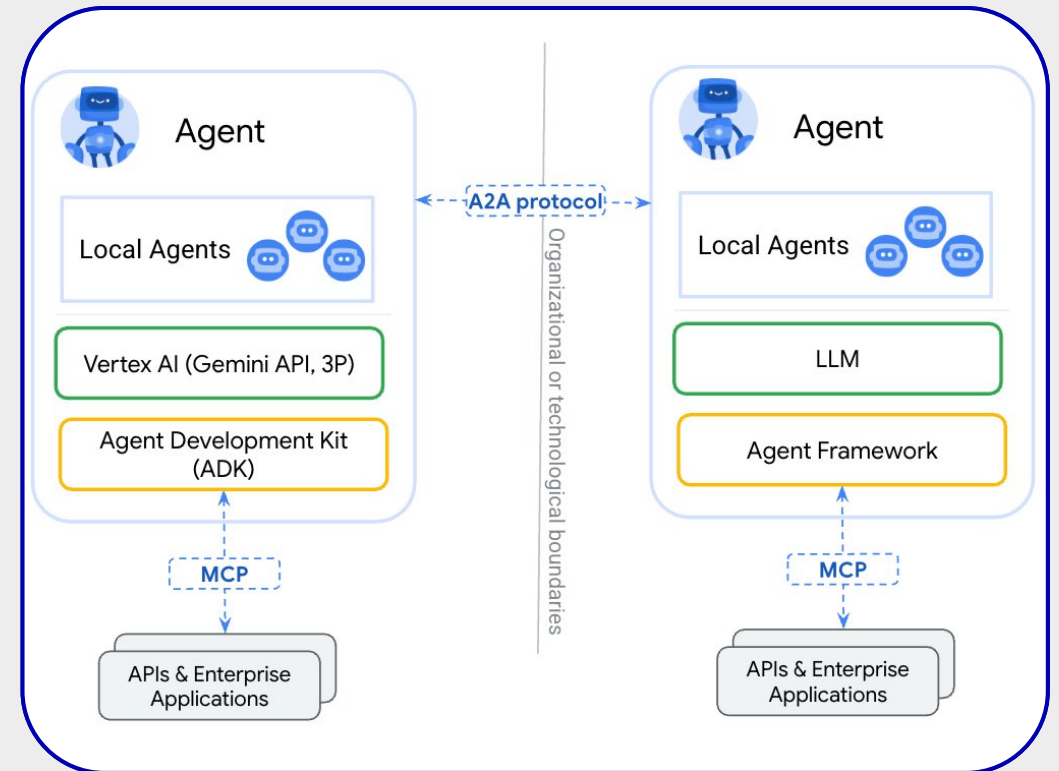 Agent
Local Agents
Vertex AI (Gemini API, 3P)
Agent Development Kit
(ADK)
MCP
APIs & Enterprise
Applications
A2A protocol
Organizational or technological boundaries
Agent
Local Agents
LLM
Agent Framework
MCP
APIs & Enterprise
Applications